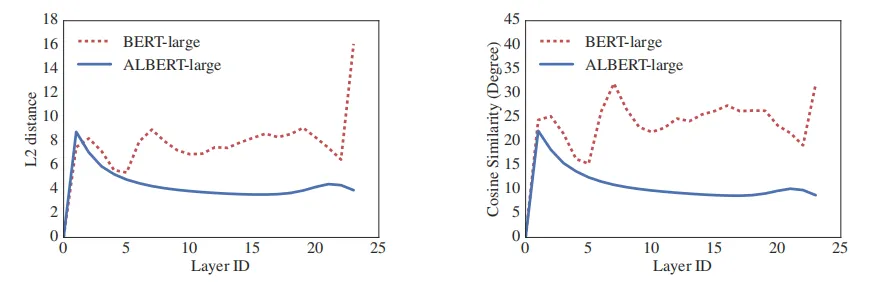 18
16
14
12
10
8
6
4
2
0
L2 distance
BERT-large
ALBERT-large
0 5 10 15 20 25
Layer ID
45
40
35
30
25
20
15
10
5
0
Cosine Similarity (Degree)
BERT-large
ALBERT-large
0 5 10 15 20 25
Layer ID